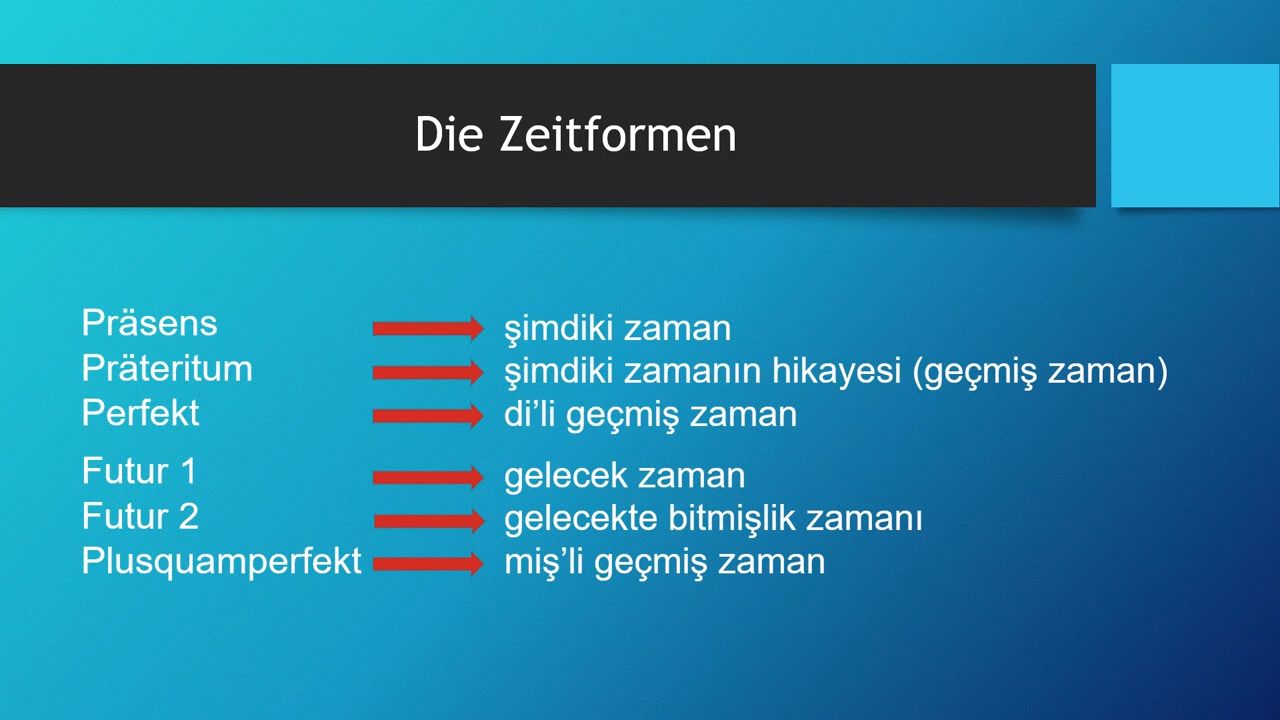 Die Zeitformen
Präsens şimdiki zaman
Präteritum şimdiki zamanın hikayesi (geçmiş zaman)
Perfekt di’li geçmiş zaman
Futur 1 gelecek zaman
Futur 2 gelecekte bitmişlik zamanı
Plusquamperfekt miş’li geçmiş zaman